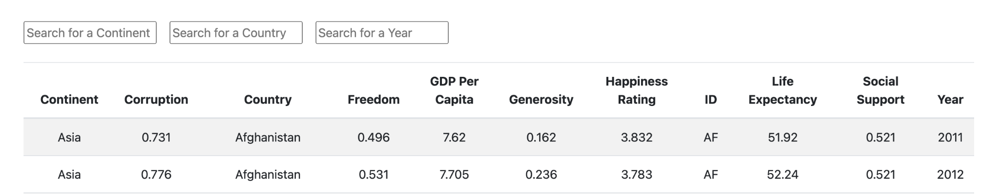 Search for a Continent Search for a Country Search for a Year
GDP Per Happiness Life Social
Continent Corruption Country Freedom Capita Generosity Rating ID Expectancy Support Year
Asia 0.731 Afghanistan 0.496 7.62 0.162 3.832 AF 51.92 0.521 2011
Asia 0.776 Afghanistan 0.531 7.705 0.236 3.783 AF 52.24 0.521 2012